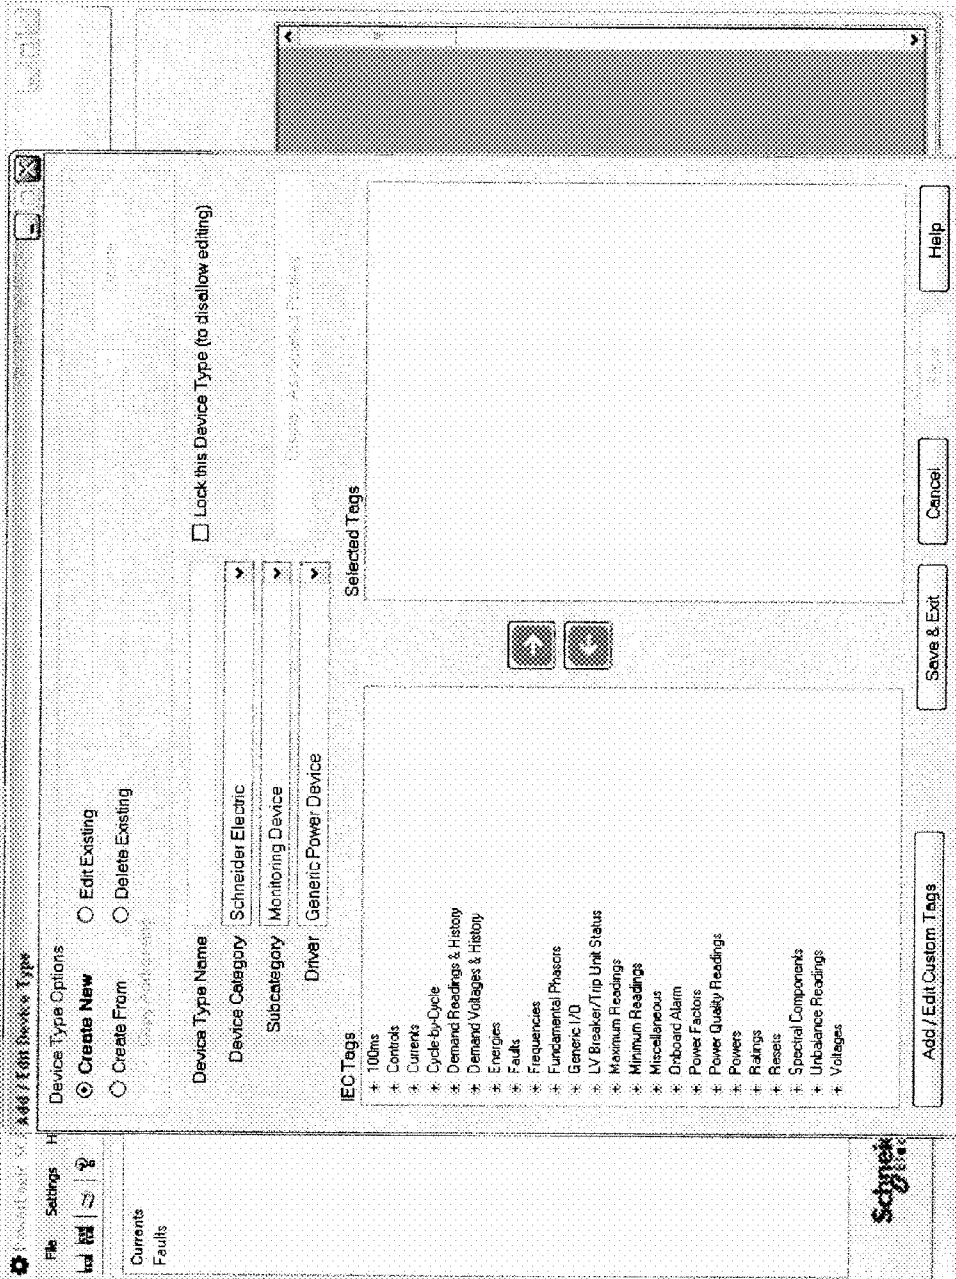 Add / Edit Device Type
File Settings H
Currents
Faults
Device Type Options
Create New
Edit Existing
Create From
Delete Existing
Device Type Name
Lock this Device Type (to disallow editing)
Device Category
Schneider Electric
Subcategory
Monitoring Device
Driver
Generic Power Device
IEC Tags
Selected Tags
+ 100ms
+ Controls
+ Currents
+ Cycle-by-Cycle
+ Demand Readings & History
+ Demand Voltages & History
+ Energies
+ Faults
+ Frequencies
+ Fundamental Phasors
+ Generic I/O
+ LV Breaker/Trip Unit Status
+ Maximum Readings
+ Minimum Readings
+ Miscellaneous
+ Onboard Alarm
+ Power Factors
+ Power Quality Readings
+ Powers
+ Ratings
+ Resets
+ Spectral Components
+ Unbalance Readings
+ Voltages
Add / Edit Custom Tags
Save & Exit
Cancel
Help
Schnei